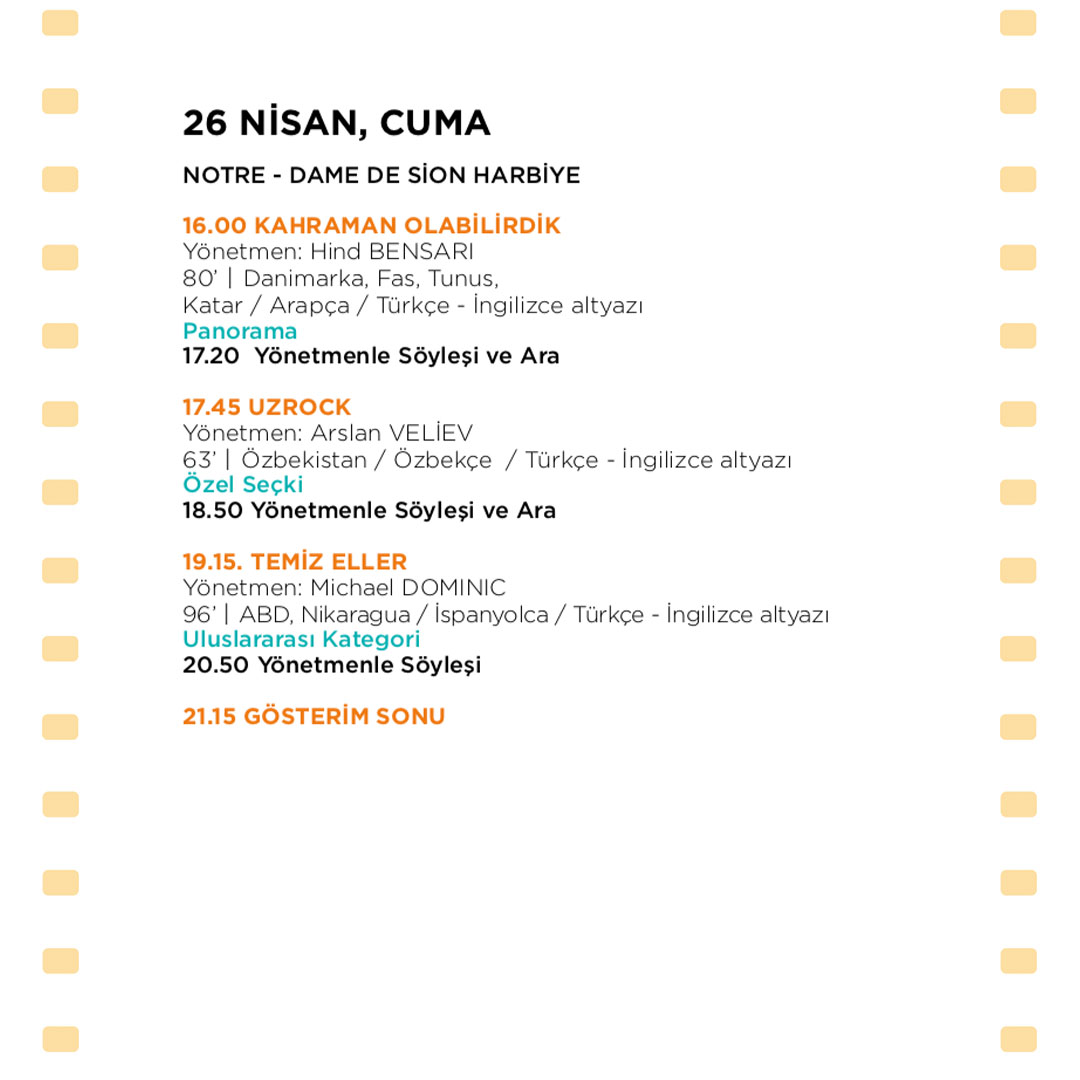 26 NİSAN, CUMA
NOTRE - DAME DE SİON HARBİYE
16.00 KAHRAMAN OLABİLİRDİK
Yönetmen: Hind BENSARI
80’ | Danimarka, Fas, Tunus,
Katar / Arapça / Türkçe - İngilizce altyazı
Panorama
17.20  Yönetmenle Söyleşi ve Ara
17.45 UZROCK
Yönetmen: Arslan VELİEV
63’ | Özbekistan / Özbekçe  / Türkçe - İngilizce altyazı
Özel Seçki
18.50 Yönetmenle Söyleşi ve Ara
19.15. TEMİZ ELLER
Yönetmen: Michael DOMINIC
96’ | ABD, Nikaragua / İspanyolca / Türkçe - İngilizce altyazı
Uluslararası Kategori
20.50 Yönetmenle Söyleşi
21.15 GÖSTERİM SONU